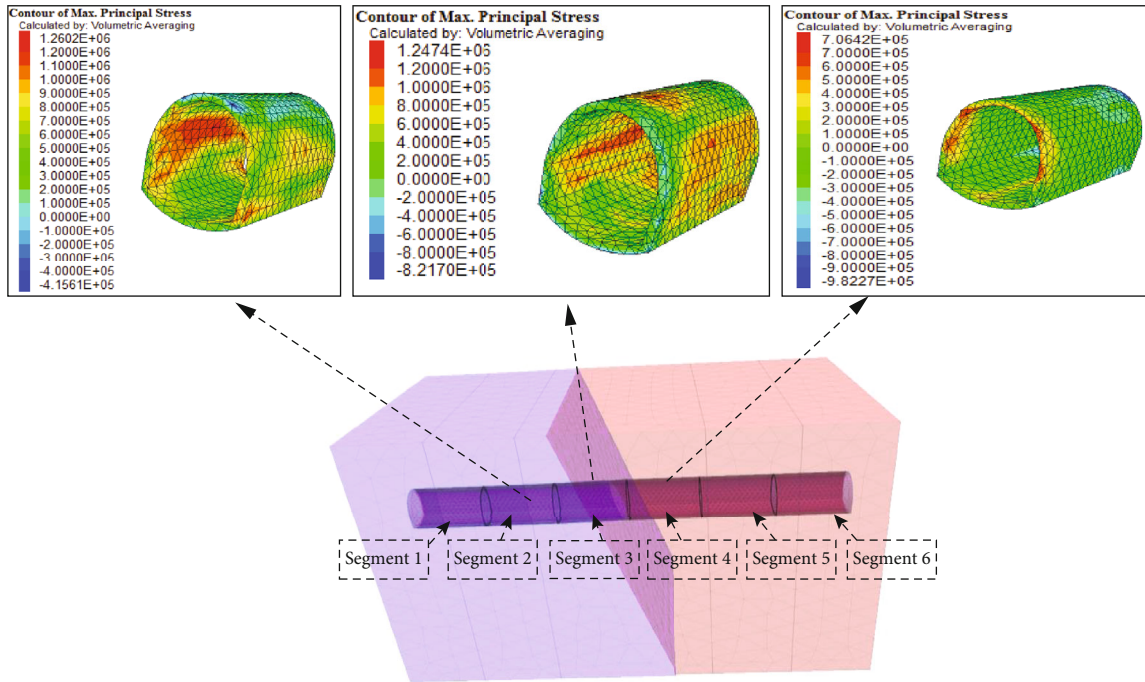 Contour of Max. Principal Stress
Calculated by: Volumetric Averaging
1.2602E+06
1.2000E+06
1.1000E+06
1.0000E+06
9.0000E+05
8.0000E+05
7.0000E+05
6.0000E+05
5.0000E+05
4.0000E+05
3.0000E+05
2.0000E+05
1.0000E+05
0.0000E+00
-1.0000E+05
-2.0000E+05
-3.0000E+05
-4.0000E+05
-4.1561E+05
Contour of Max. Principal Stress
Calculated by: Volumetric Averaging
1.2474E+06
1.2000E+06
1.0000E+06
8.0000E+05
6.0000E+05
4.0000E+05
2.0000E+05
0.0000E+00
-2.0000E+05
-4.0000E+05
-6.0000E+05
-8.0000E+05
-8.2170E+05
Contour of Max. Principal Stress
Calculated by: Volumetric Averaging
7.0642E+05
7.0000E+05
6.0000E+05
5.0000E+05
4.0000E+05
3.0000E+05
2.0000E+05
1.0000E+05
0.0000E+00
-1.0000E+05
-2.0000E+05
-3.0000E+05
-4.0000E+05
-5.0000E+05
-6.0000E+05
-7.0000E+05
-8.0000E+05
-9.0000E+05
-9.8227E+05
Segment 1
Segment 2
Segment 3
Segment 4
Segment 5
Segment 6